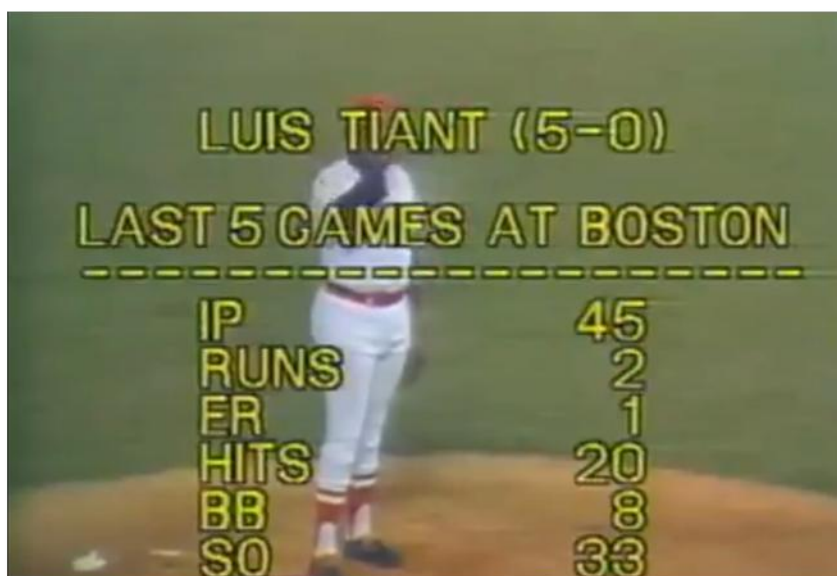 LUIS TIANT (5-0)
LAST 5 GAMES AT BOSTON
-----------------------
IP 45
RUNS 2
ER 1
HITS 20
BB 8
SO 33